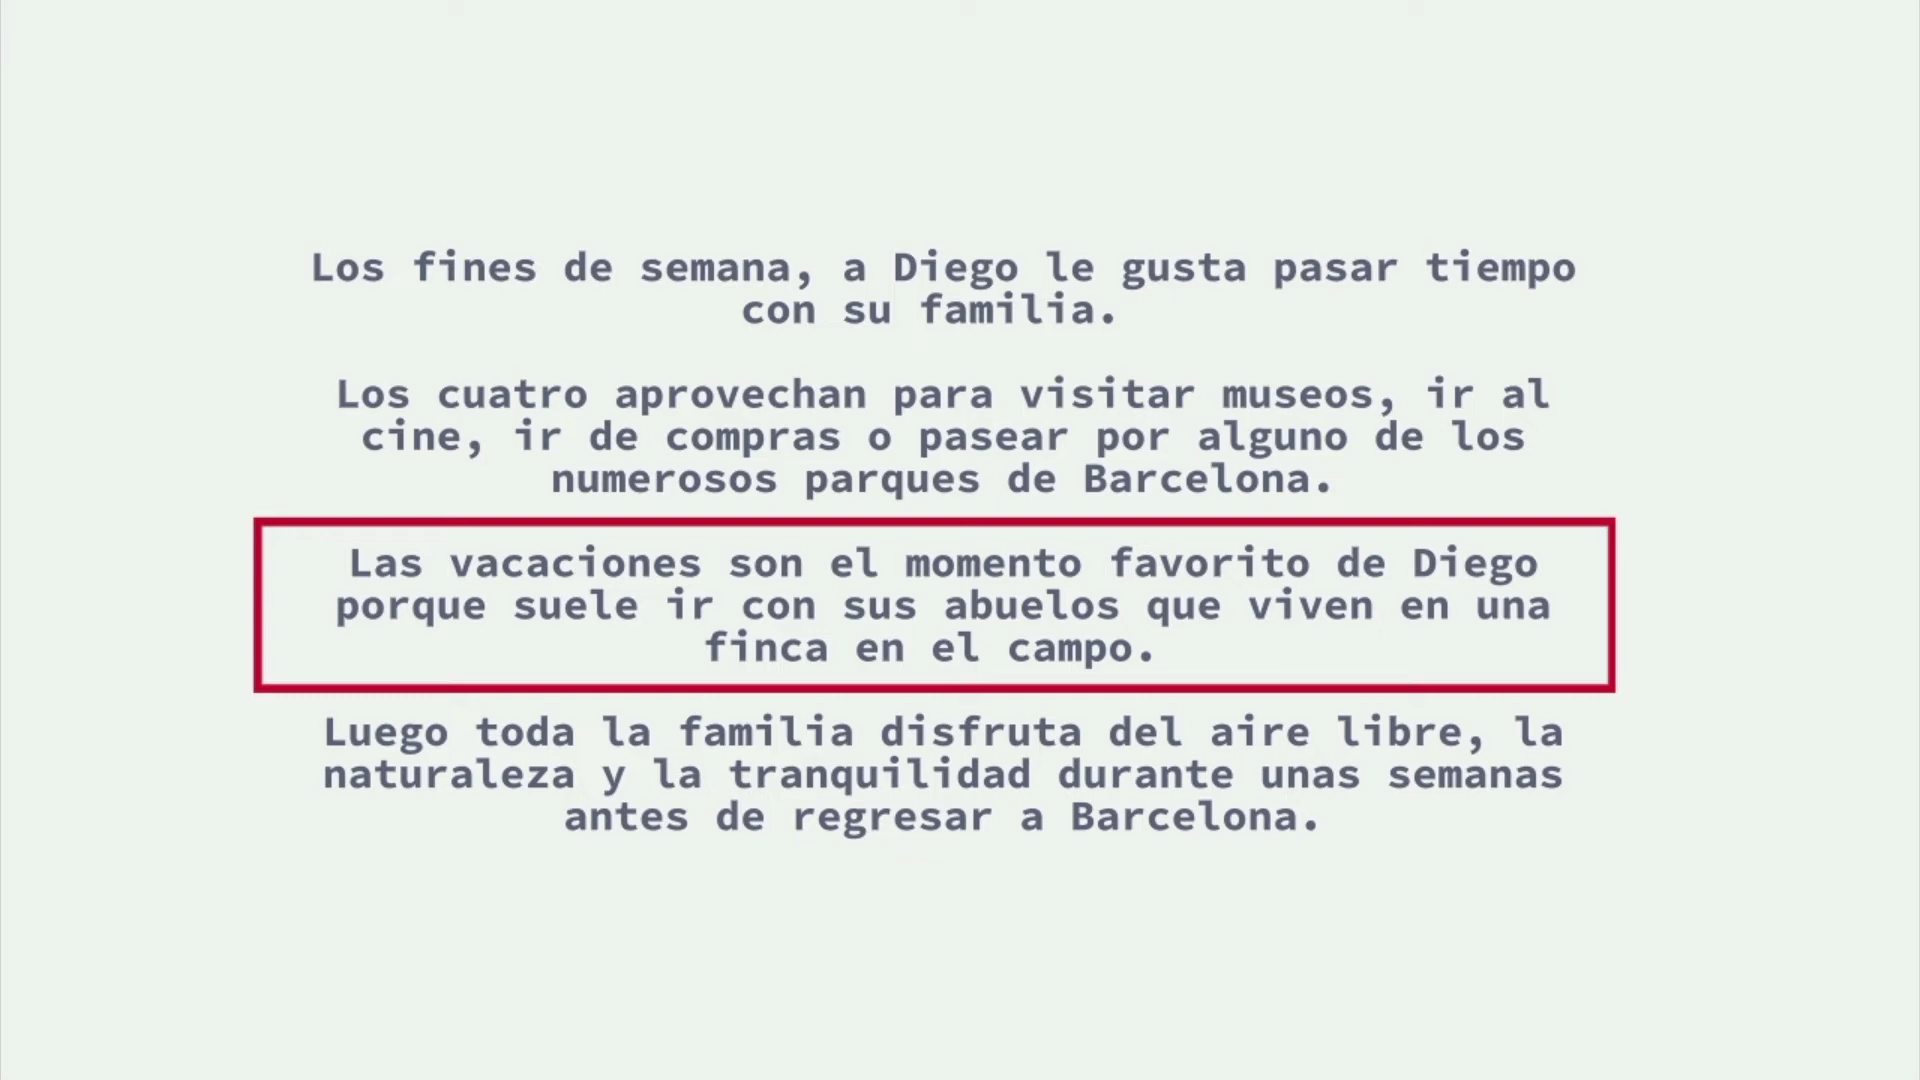 Los fines de semana, a Diego le gusta pasar tiempo
con su familia.
Los cuatro aprovechan para visitar museos, ir al
cine, ir de compras o pasear por alguno de los
numerosos parques de Barcelona.
Las vacaciones son el momento favorito de Diego
porque suele ir con sus abuelos que viven en una
finca en el campo.
Luego toda la familia disfruta del aire libre, la
naturaleza y la tranquilidad durante unas semanas
antes de regresar a Barcelona.